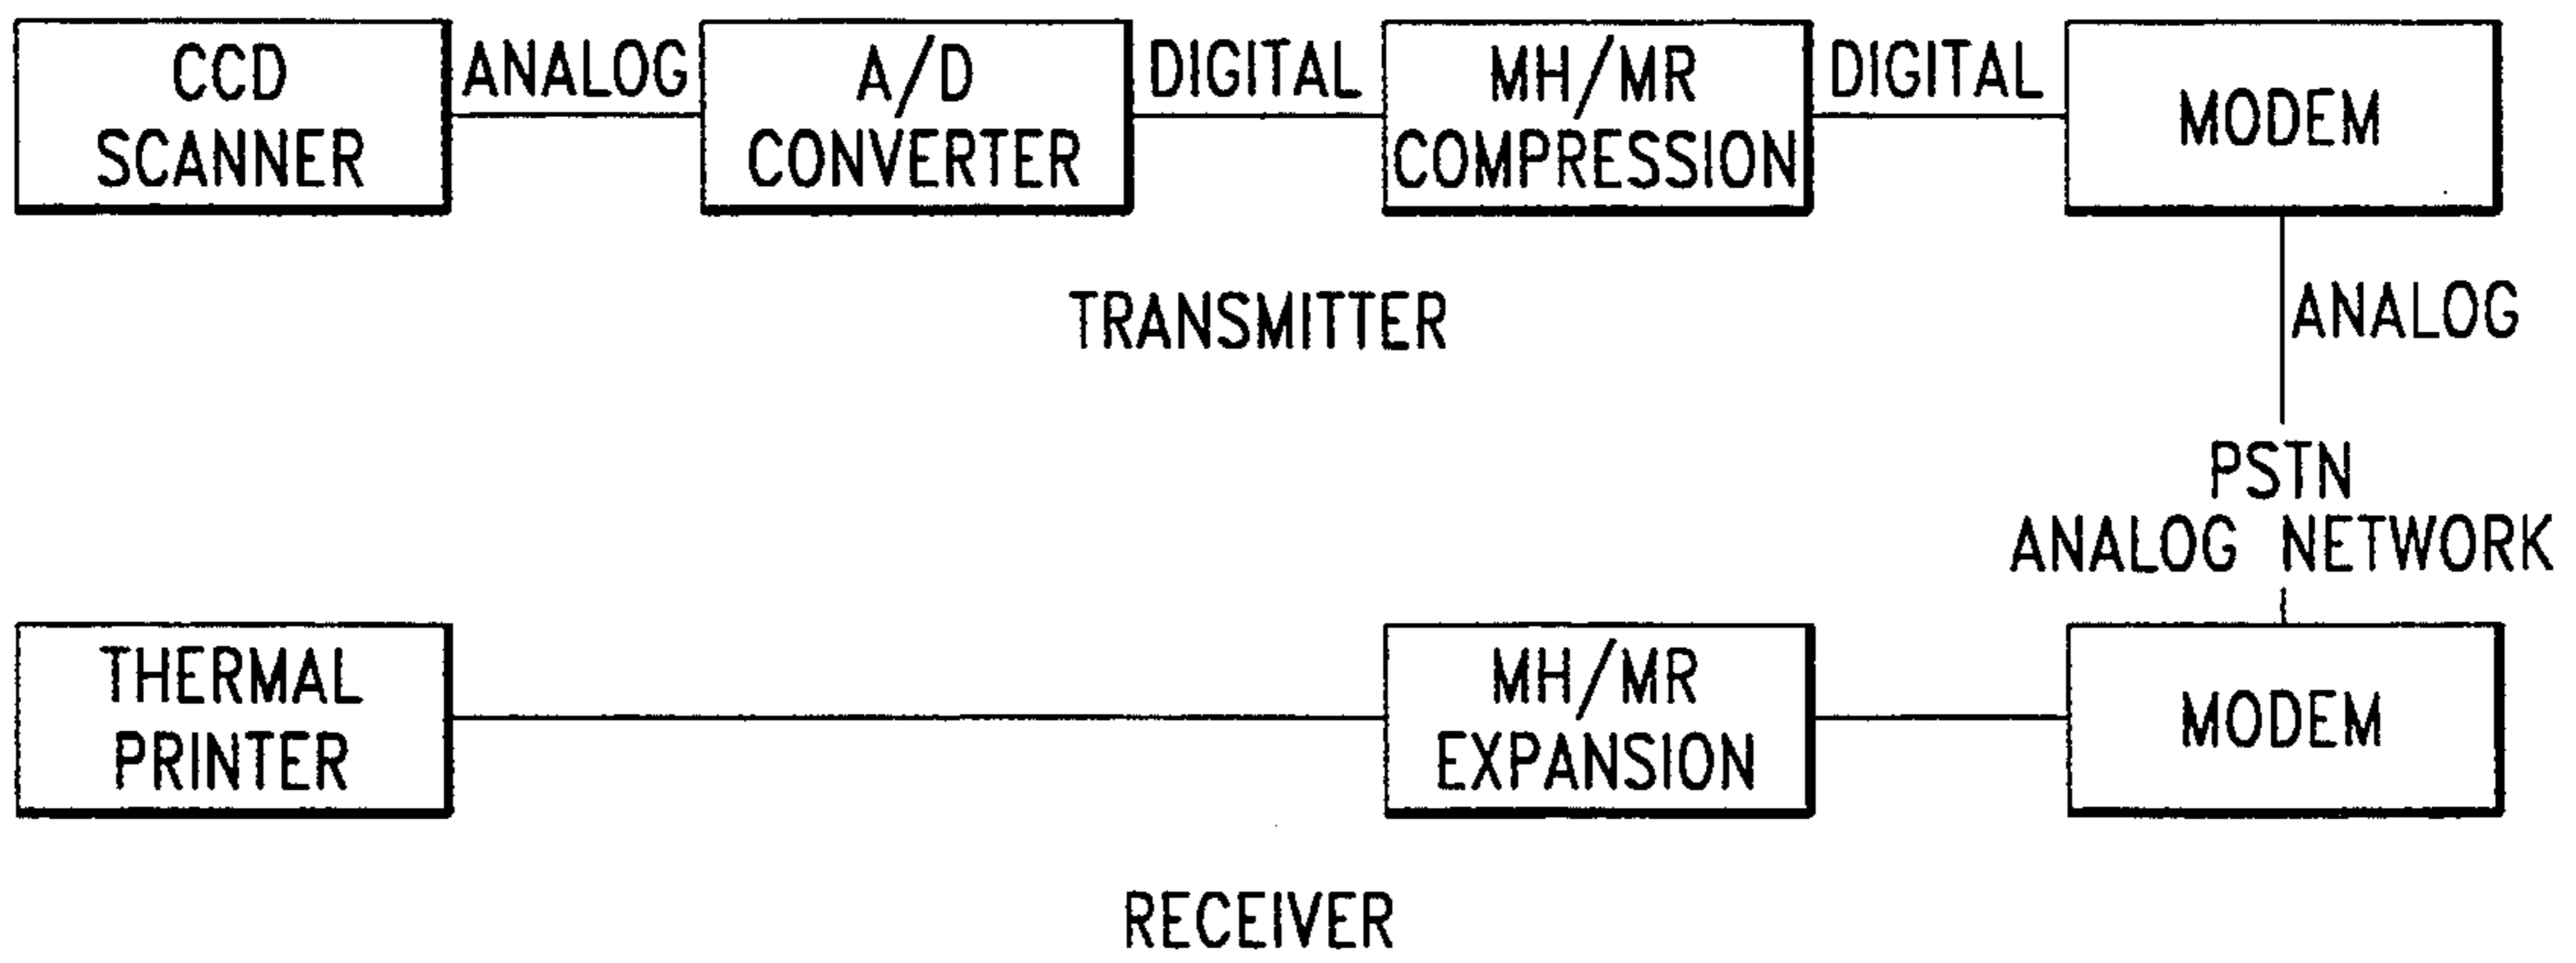 CCD
SCANNER
ANALOG
A/D
CONVERTER
DIGITAL
MH/MR
COMPRESSION
DIGITAL
MODEM
TRANSMITTER
ANALOG
PSTN
ANALOG NETWORK
THERMAL
PRINTER
MH/MR
EXPANSION
MODEM
RECEIVER